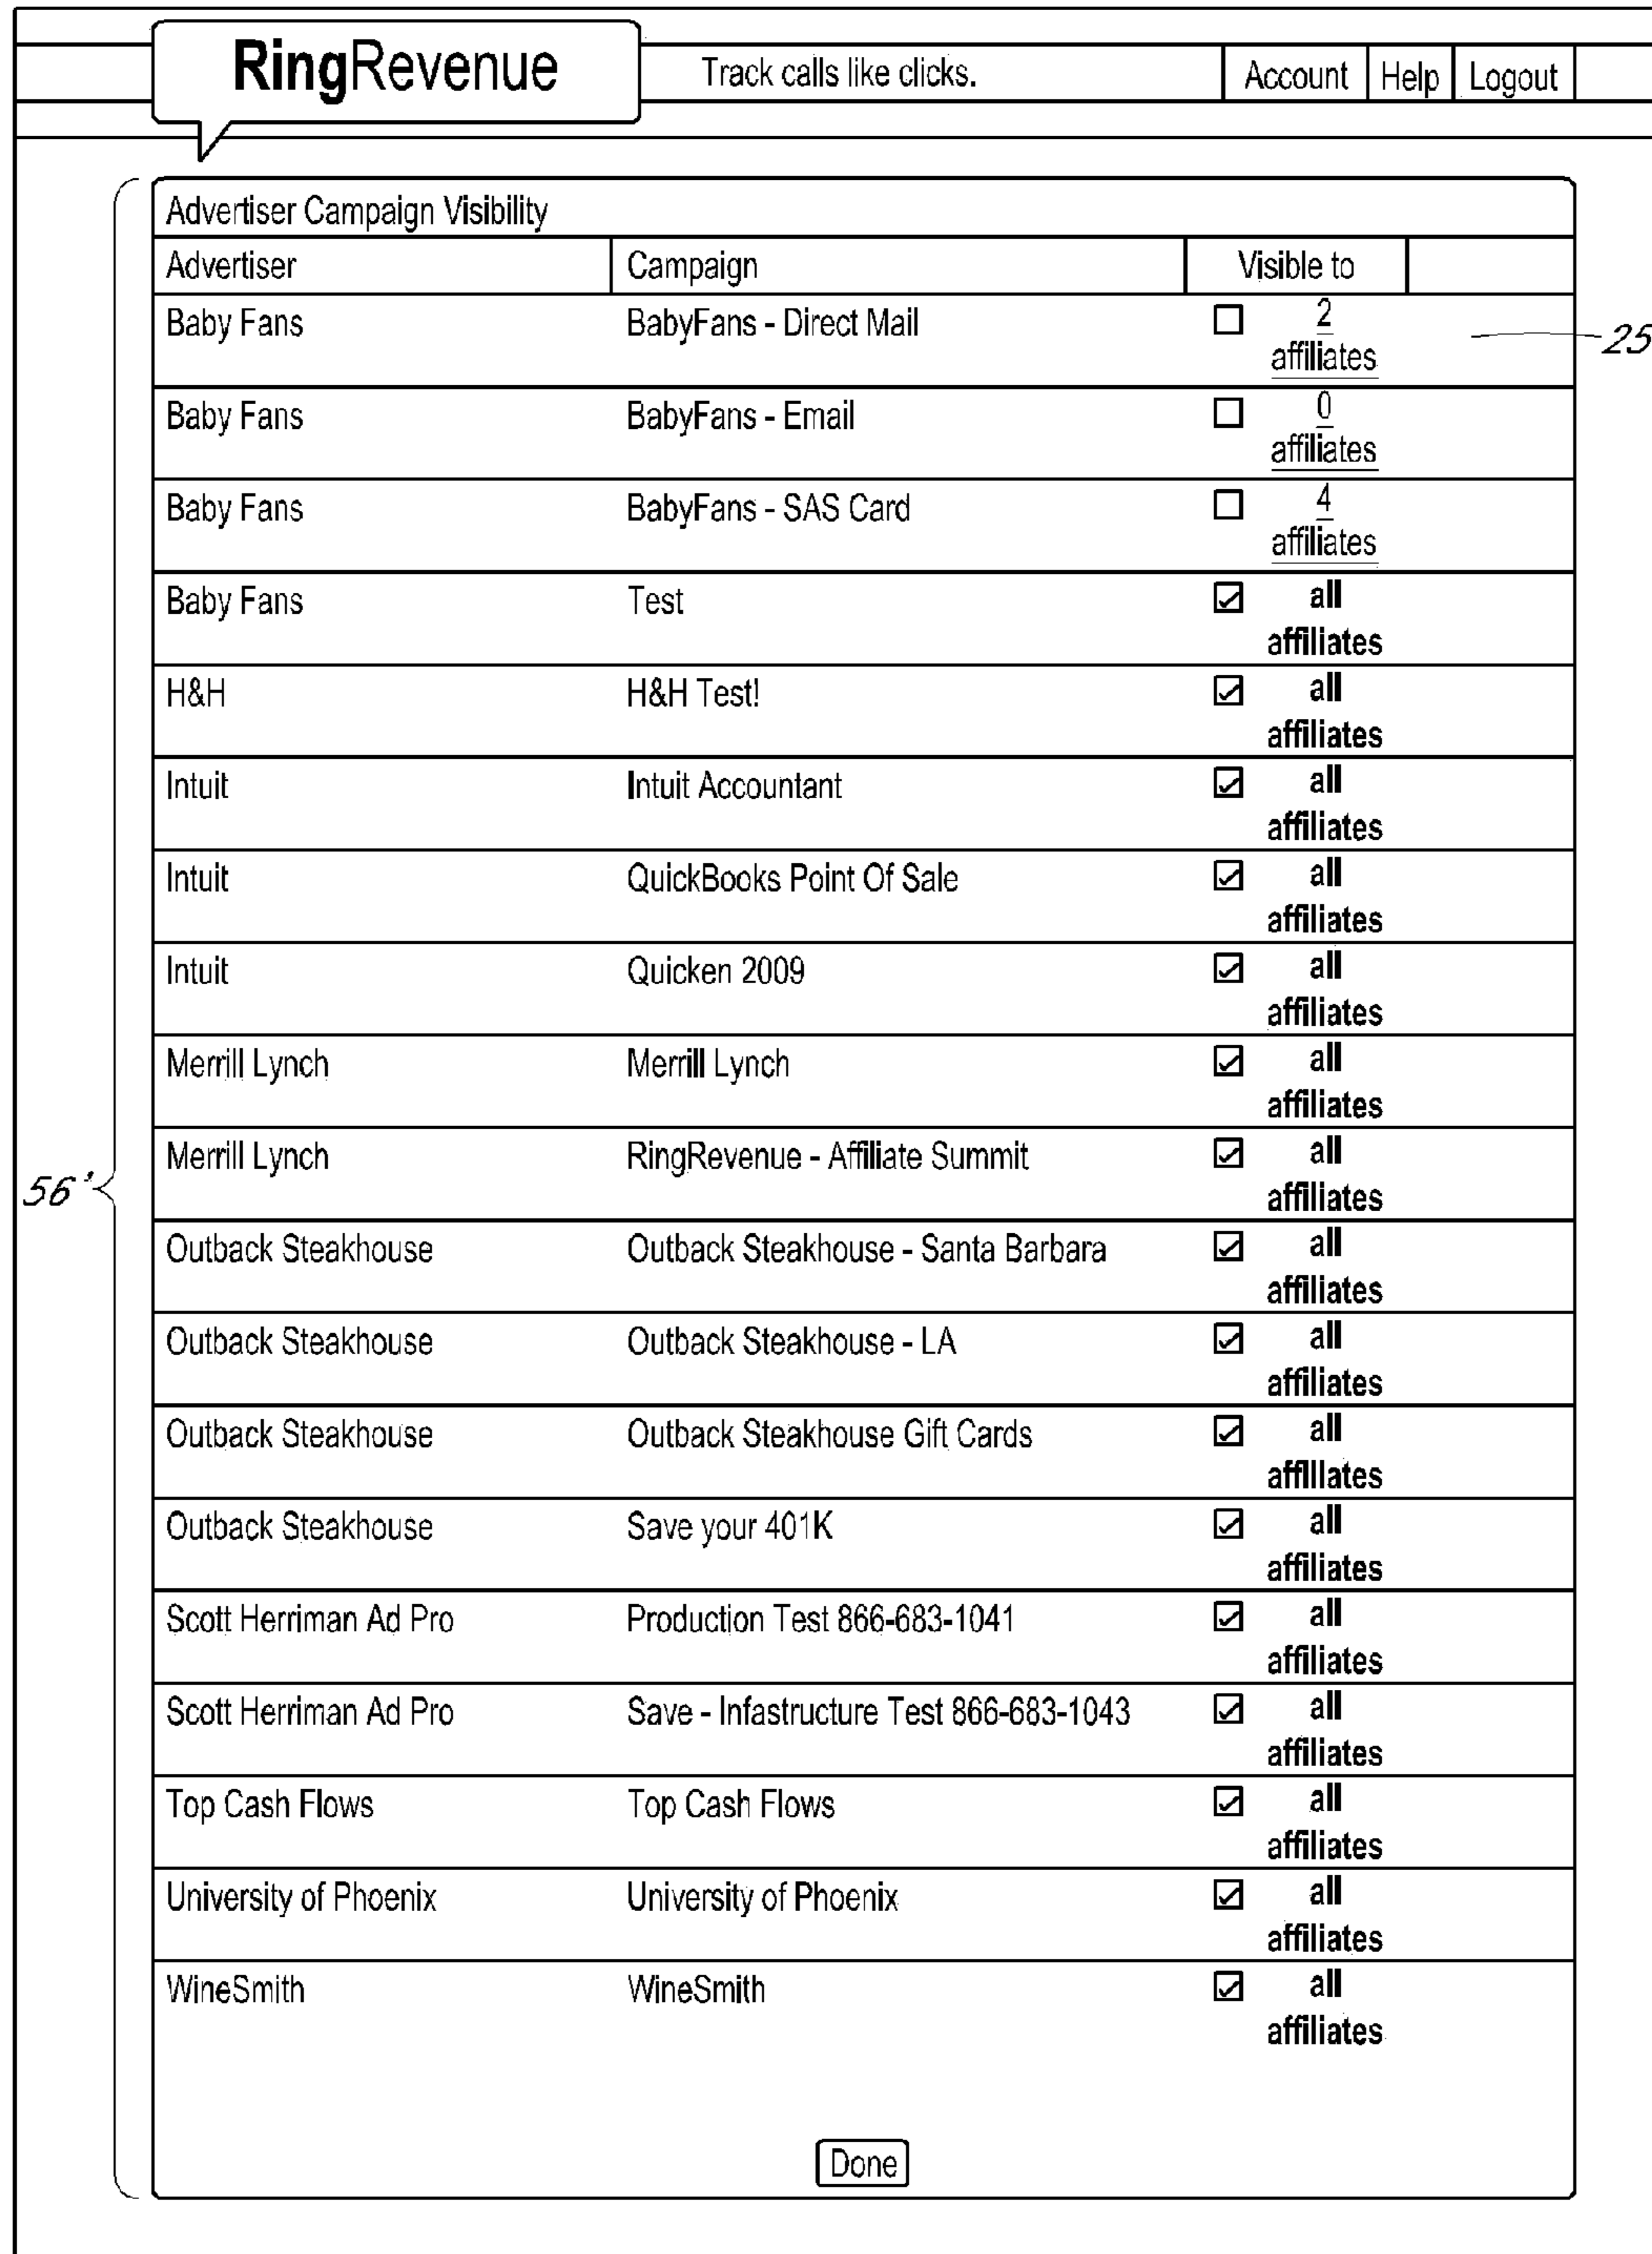 RingRevenue
Track calls like clicks.
Account Help Logout
Advertiser Campaign Visibility
Advertiser Campaign Visible to
Baby Fans BabyFans - Direct Mail 2
affiliates
25
Baby Fans BabyFans - Email 0
affiliates
Baby Fans BabyFans - SAS Card 4
affiliates
Baby Fans Test all
affiliates
H&H H&H Test! all
affiliates
Intuit Intuit Accountant all
affiliates
Intuit QuickBooks Point Of Sale all
affiliates
Intuit Quicken 2009 all
affiliates
Merrill Lynch Merrill Lynch all
affiliates
Merrill Lynch RingRevenue - Affiliate Summit all
affiliates
56'
Outback Steakhouse Outback Steakhouse - Santa Barbara all
affiliates
Outback Steakhouse Outback Steakhouse - LA all
affiliates
Outback Steakhouse Outback Steakhouse Gift Cards all
affiliates
Outback Steakhouse Save your 401K all
affiliates
Scott Herriman Ad Pro Production Test 866-683-1041 all
affiliates
Scott Herriman Ad Pro Save - Infastructure Test 866-683-1043 all
affiliates
Top Cash Flows Top Cash Flows all
affiliates
University of Phoenix University of Phoenix all
affiliates
WineSmith WineSmith all
affiliates
Done